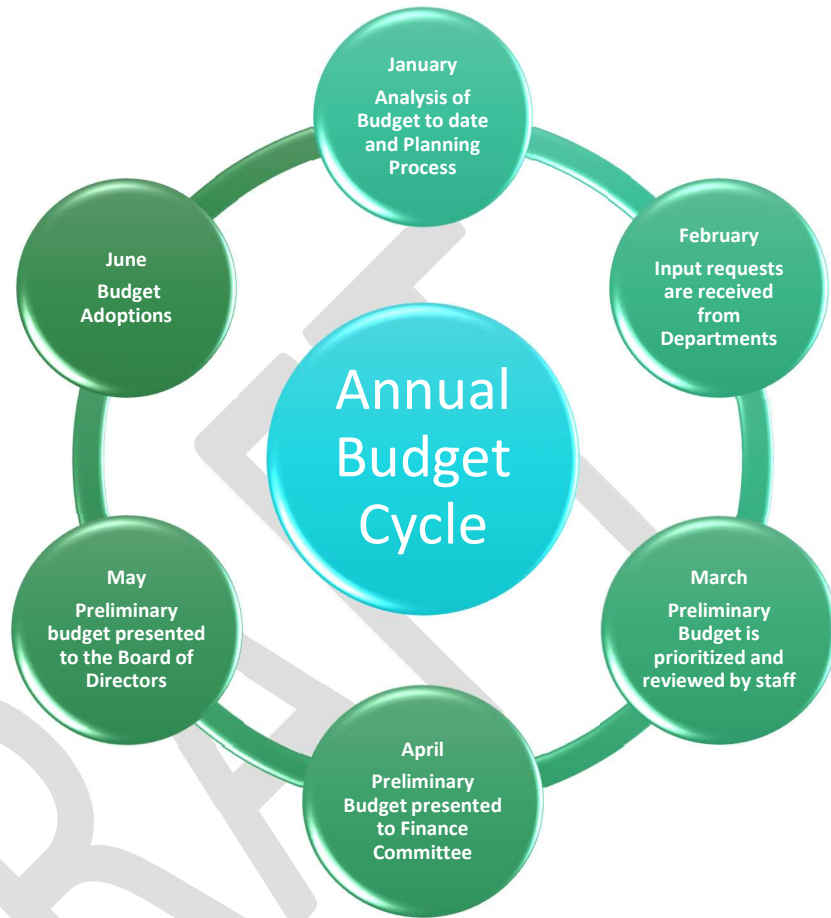 January
Analysis of
Budget to date
and Planning
Process
February
Input requests
are received
from
Departments
March
Preliminary
Budget is
prioritized and
reviewed by staff
April
Preliminary
Budget presented
to Finance
Committee
May
Preliminary
budget presented
to the Board of
Directors
June
Budget
Adoptions
Annual
Budget
Cycle